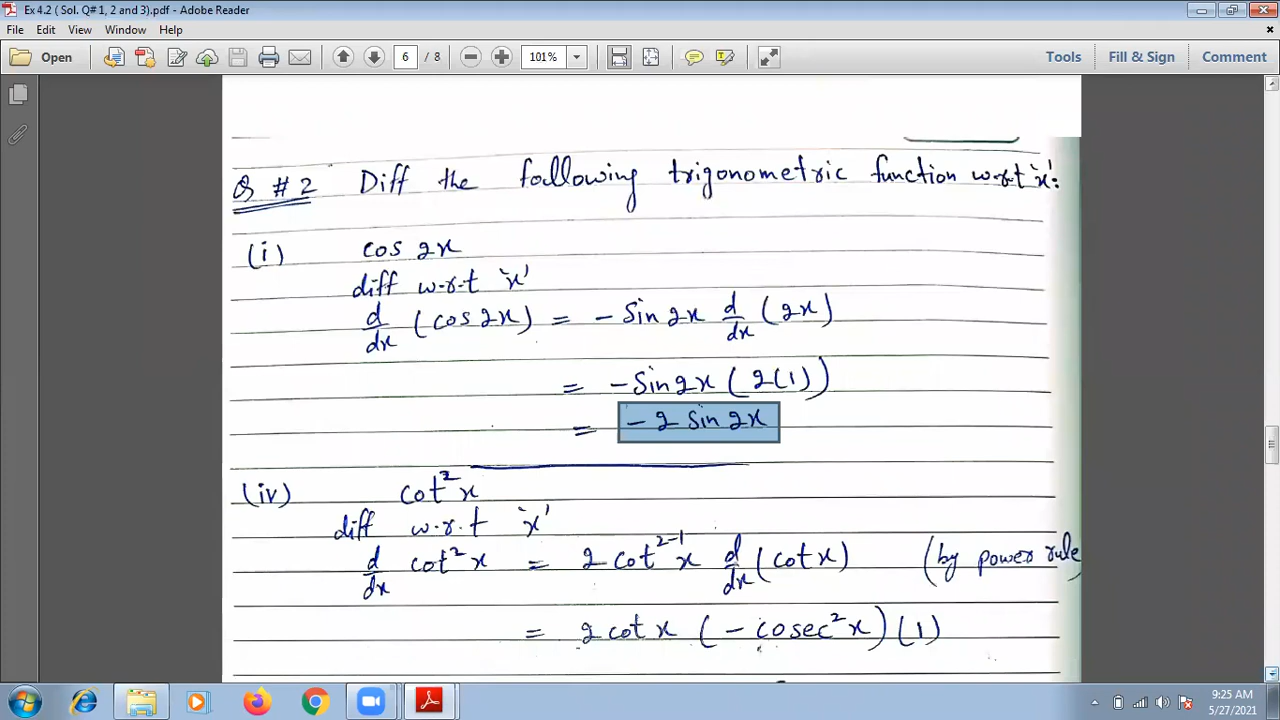 Ex 4.2 ( Sol. Q# 1, 2 and 3).pdf - Adobe Reader
File Edit View Window Help
Open 6 / 8 101% Tools Fill & Sign Comment
Q # 2 Diff the following trigonometric function w.r.t 'x'.
(i) cos 2x
diff w.r.t 'x'
d/dx (cos 2x) = - Sin 2x d/dx (2x)
= -Sin 2x ( 2(1) )
= - 2 Sin 2x
(iv) cot² x
diff w.r.t 'x'
d/dx cot² x = 2 cot²⁻¹ x d/dx (cot x) (by power rule
= 2 cot x ( - cosec² x ) (1)
9:25 AM
5/27/2021